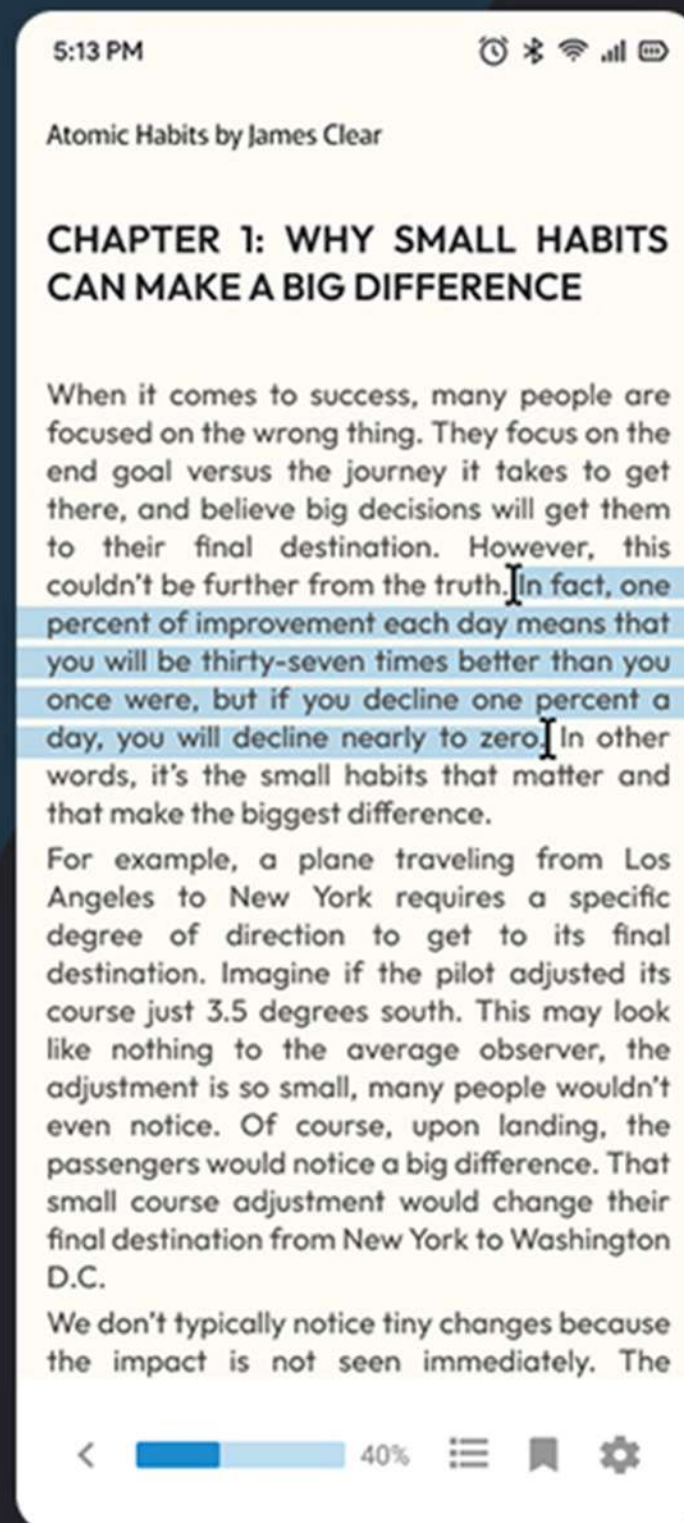 5:13 PM
Atomic Habits by James Clear
CHAPTER 1: WHY SMALL HABITS
CAN MAKE A BIG DIFFERENCE
When it comes to success, many people are
focused on the wrong thing. They focus on the
end goal versus the journey it takes to get
there, and believe big decisions will get them
to their final destination. However, this
couldn't be further from the truth. In fact, one
percent of improvement each day means that
you will be thirty-seven times better than you
once were, but if you decline one percent a
day, you will decline nearly to zero. In other
words, it's the small habits that matter and
that make the biggest difference.
For example, a plane traveling from Los
Angeles to New York requires a specific
degree of direction to get to its final
destination. Imagine if the pilot adjusted its
course just 3.5 degrees south. This may look
like nothing to the average observer, the
adjustment is so small, many people wouldn't
even notice. Of course, upon landing, the
passengers would notice a big difference. That
small course adjustment would change their
final destination from New York to Washington
D.C.
We don't typically notice tiny changes because
the impact is not seen immediately. The
40%